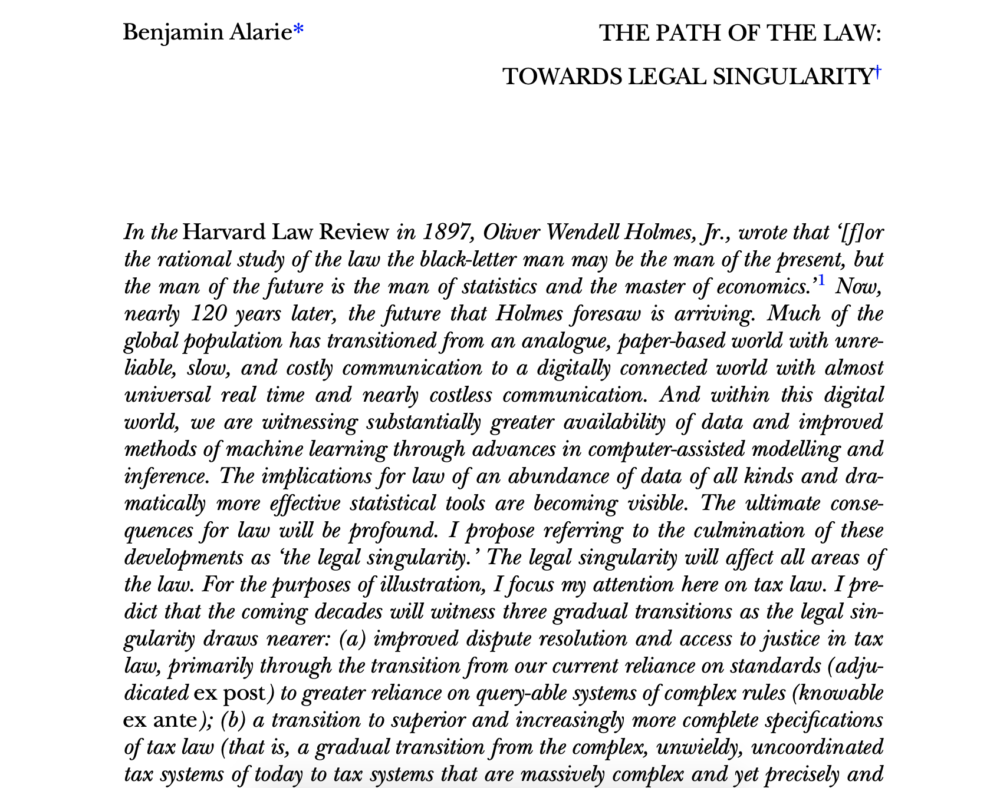 Benjamin Alarie*
THE PATH OF THE LAW:
TOWARDS LEGAL SINGULARITY†
In the Harvard Law Review in 1897, Oliver Wendell Holmes, Jr., wrote that ‘[f]or
the rational study of the law the black-letter man may be the man of the present, but
the man of the future is the man of statistics and the master of economics.’1 Now,
nearly 120 years later, the future that Holmes foresaw is arriving. Much of the
global population has transitioned from an analogue, paper-based world with unre-
liable, slow, and costly communication to a digitally connected world with almost
universal real time and nearly costless communication. And within this digital
world, we are witnessing substantially greater availability of data and improved
methods of machine learning through advances in computer-assisted modelling and
inference. The implications for law of an abundance of data of all kinds and dra-
matically more effective statistical tools are becoming visible. The ultimate conse-
quences for law will be profound. I propose referring to the culmination of these
developments as ‘the legal singularity.’ The legal singularity will affect all areas of
the law. For the purposes of illustration, I focus my attention here on tax law. I pre-
dict that the coming decades will witness three gradual transitions as the legal sin-
gularity draws nearer: (a) improved dispute resolution and access to justice in tax
law, primarily through the transition from our current reliance on standards (adju-
dicated ex post) to greater reliance on query-able systems of complex rules (knowable
ex ante); (b) a transition to superior and increasingly more complete specifications
of tax law (that is, a gradual transition from the complex, unwieldy, uncoordinated
tax systems of today to tax systems that are massively complex and yet precisely and